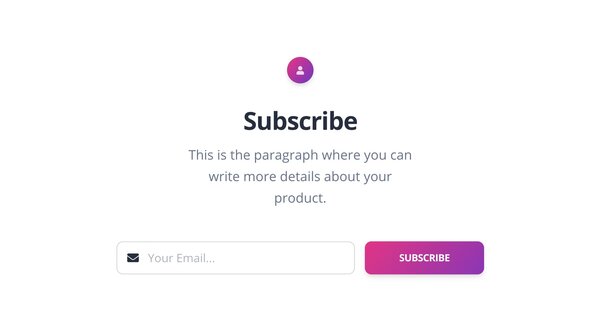 Subscribe
This is the paragraph where you can
write more details about your
product.
Your Email...
SUBSCRIBE